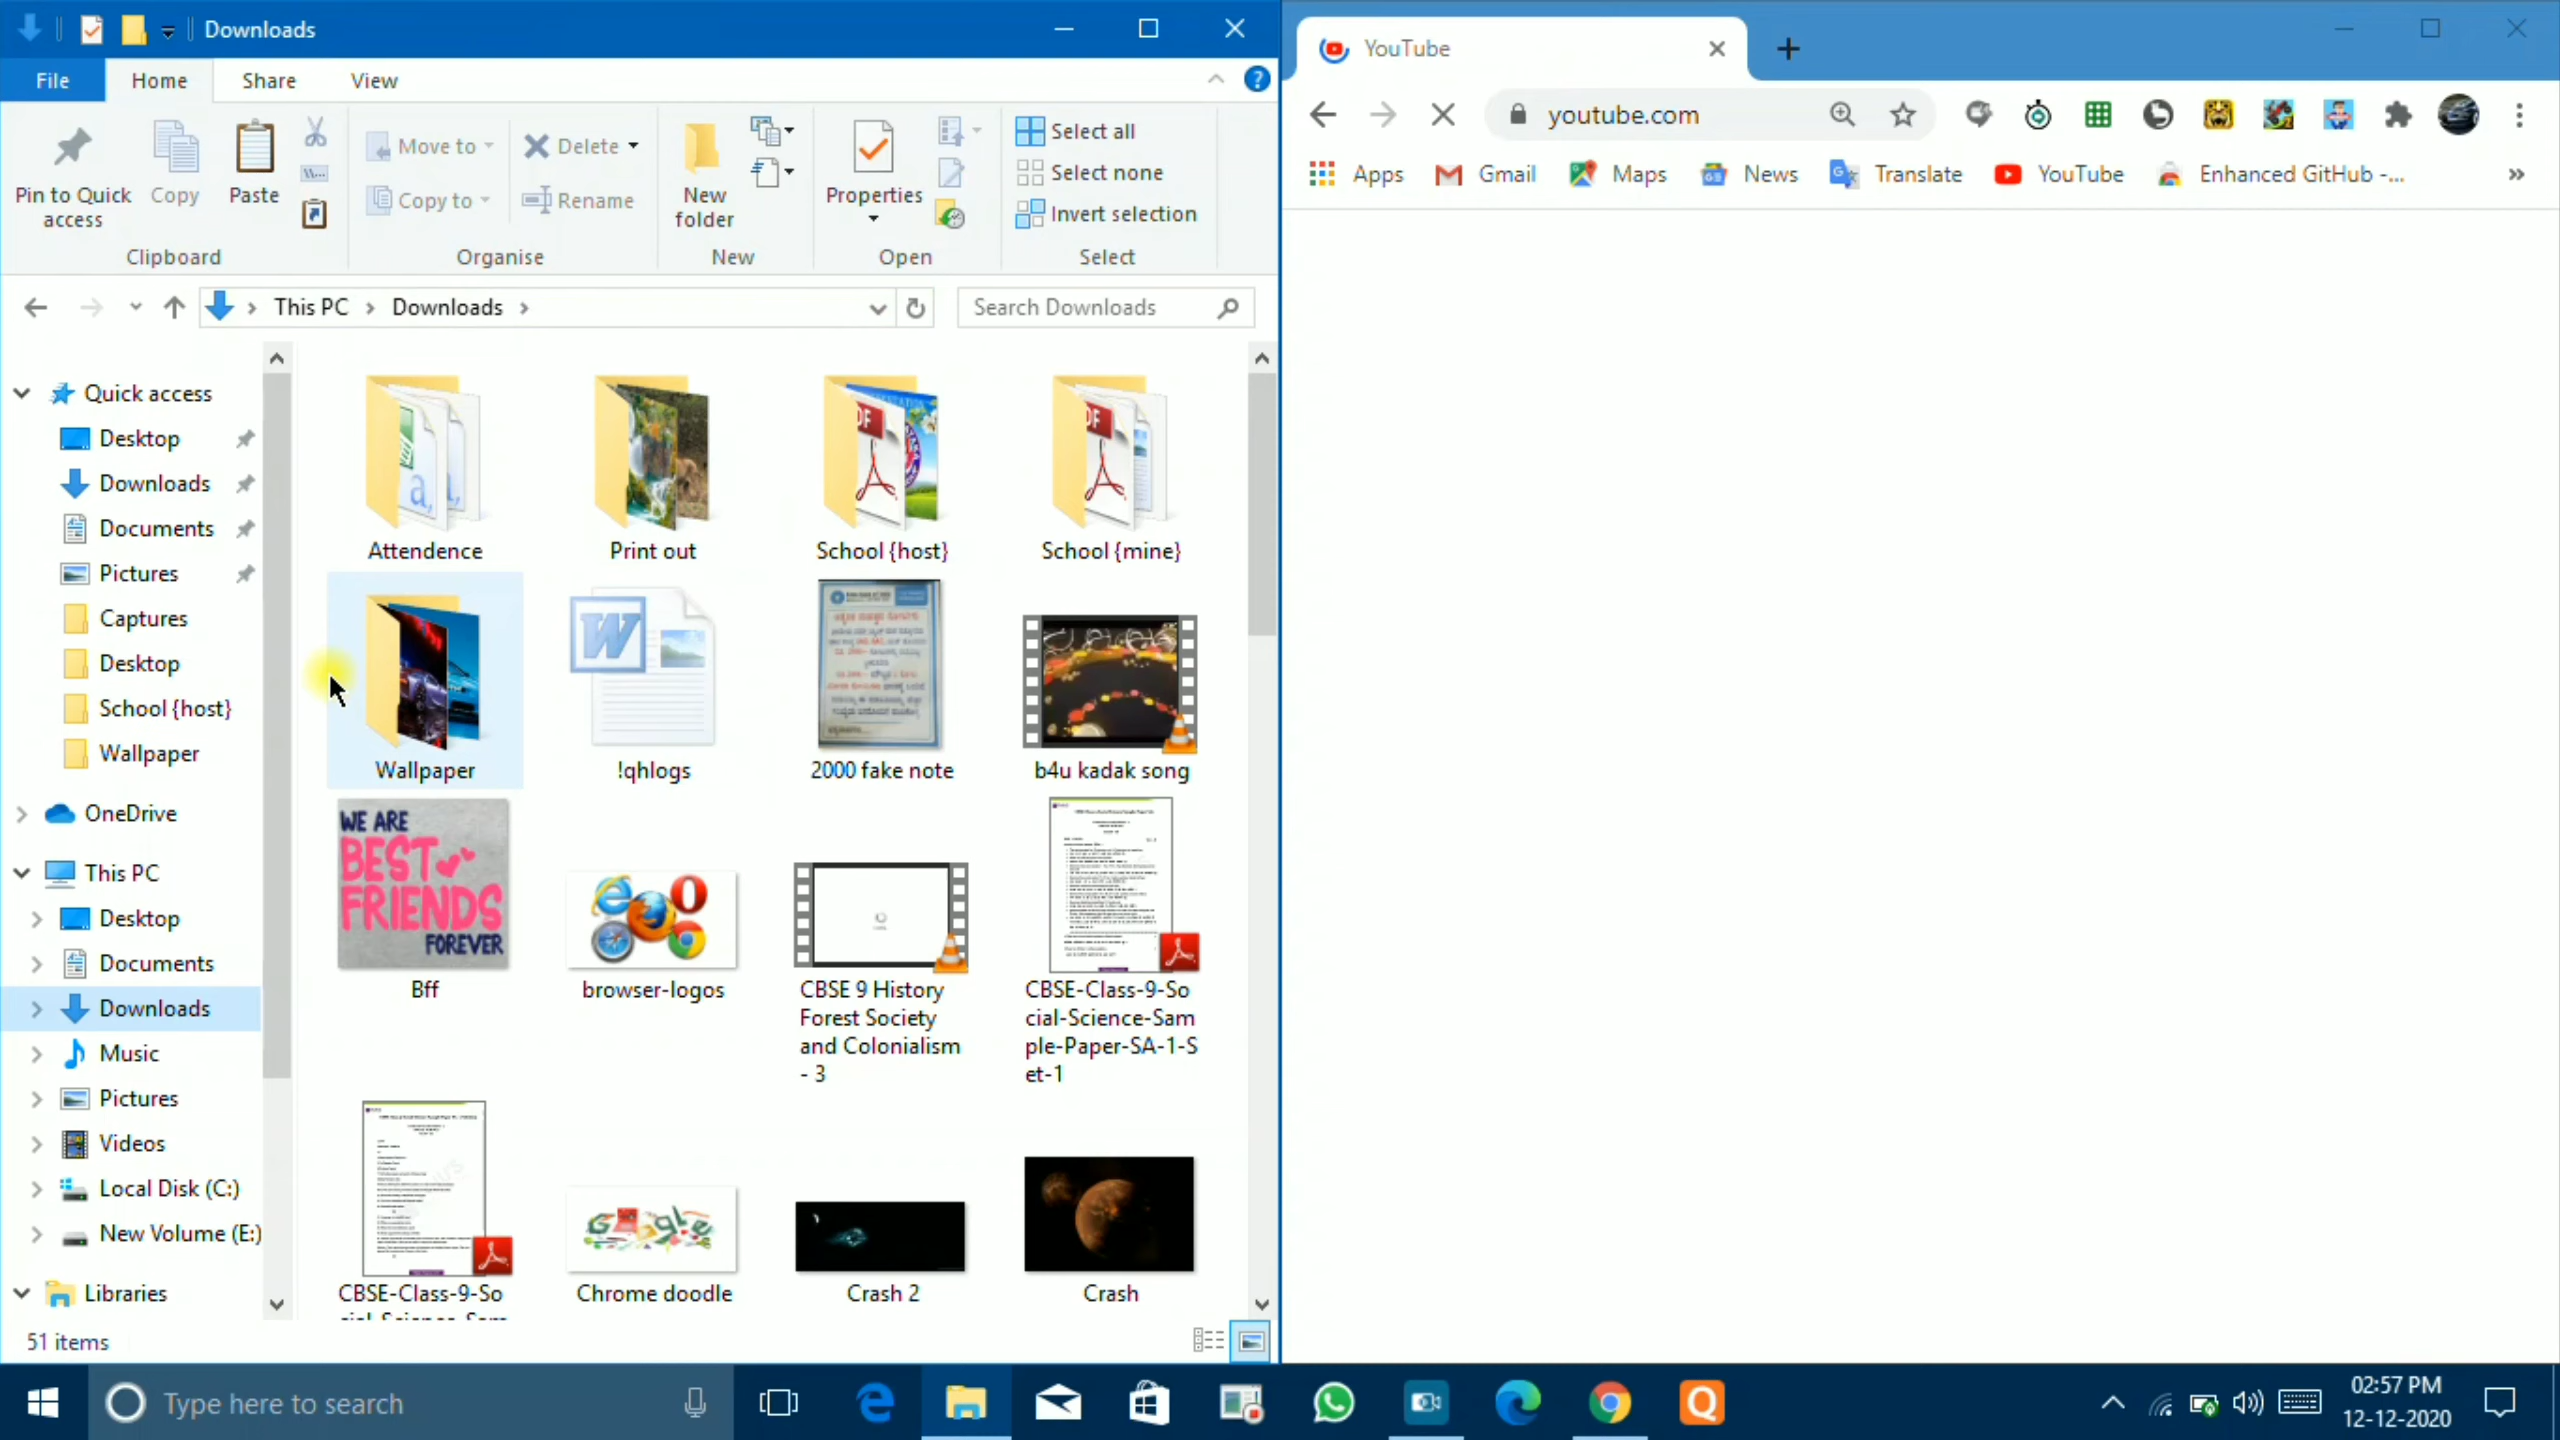 Downloads
File
Home
Share
View
Pin to Quick access
Copy
Paste
Move to
Copy to
Delete
Rename
New folder
Properties
Select all
Select none
Invert selection
Clipboard
Organise
New
Open
Select
This PC
Downloads
Search Downloads
Quick access
Desktop
Downloads
Documents
Pictures
Captures
Desktop
School {host}
Wallpaper
OneDrive
This PC
Desktop
Documents
Downloads
Music
Pictures
Videos
Local Disk (C:)
New Volume (E:)
Libraries
Attendence
Print out
School {host}
School {mine}
Wallpaper
!qhlogs
2000 fake note
b4u kadak song
WE ARE
BEST
FRIENDS
FOREVER
Bff
browser-logos
CBSE 9 History
Forest Society
and Colonialism
- 3
CBSE-Class-9-So
cial-Science-Sam
ple-Paper-SA-1-S
et-1
CBSE-Class-9-So
cial-Science-Sam
Chrome doodle
Crash 2
Crash
51 items
YouTube
youtube.com
Apps
Gmail
Maps
News
Translate
YouTube
Enhanced GitHub -...
Type here to search
02:57 PM
12-12-2020